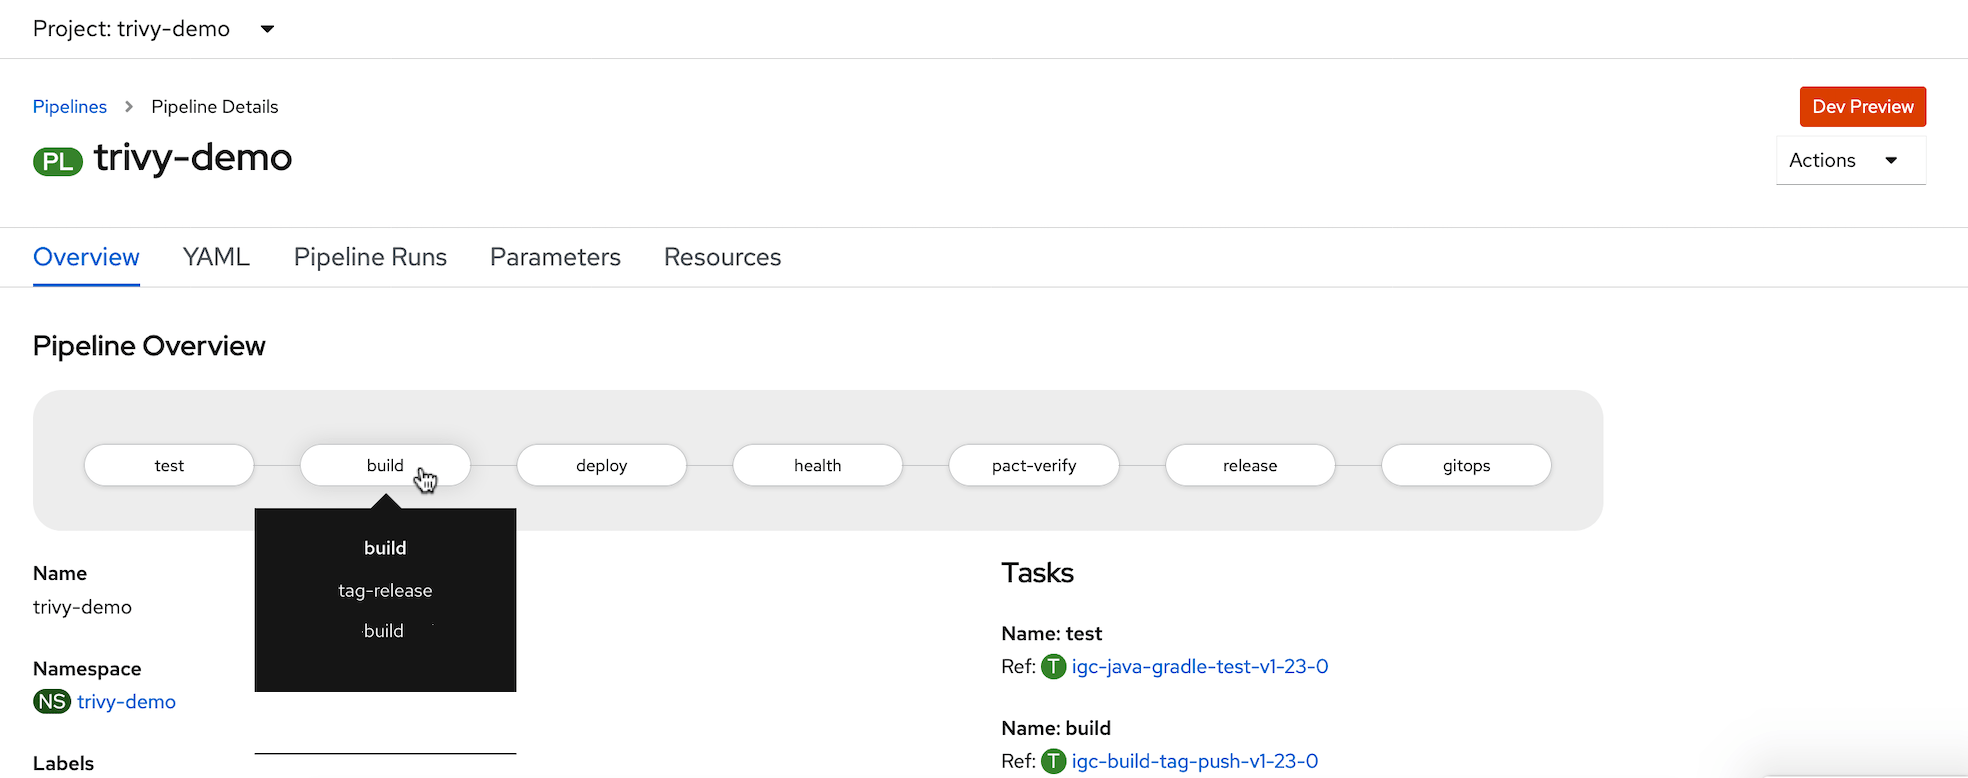 Project: trivy-demo
Pipelines > Pipeline Details
Dev Preview
PL trivy-demo
Actions
Overview YAML Pipeline Runs Parameters Resources
Pipeline Overview
test build deploy health pact-verify release gitops
build
tag-release
build
Name
trivy-demo
Namespace
NS trivy-demo
Labels
Tasks
Name: test
Ref: T igc-java-gradle-test-v1-23-0
Name: build
Ref: T igc-build-tag-push-v1-23-0